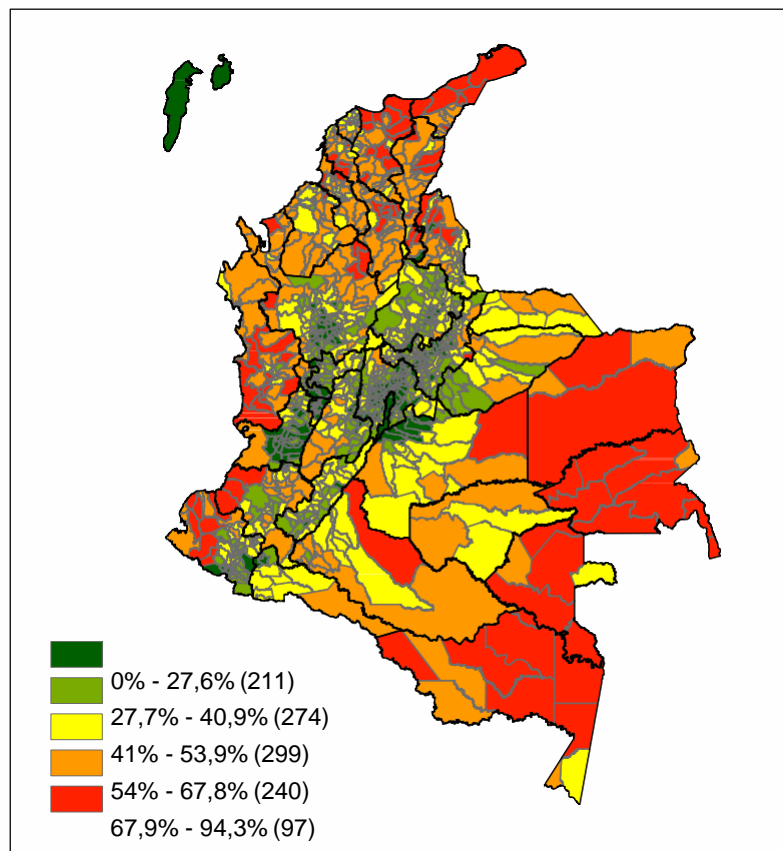 0% - 27,6% (211)
27,7% - 40,9% (274)
41% - 53,9% (299)
54% - 67,8% (240)
67,9% - 94,3% (97)